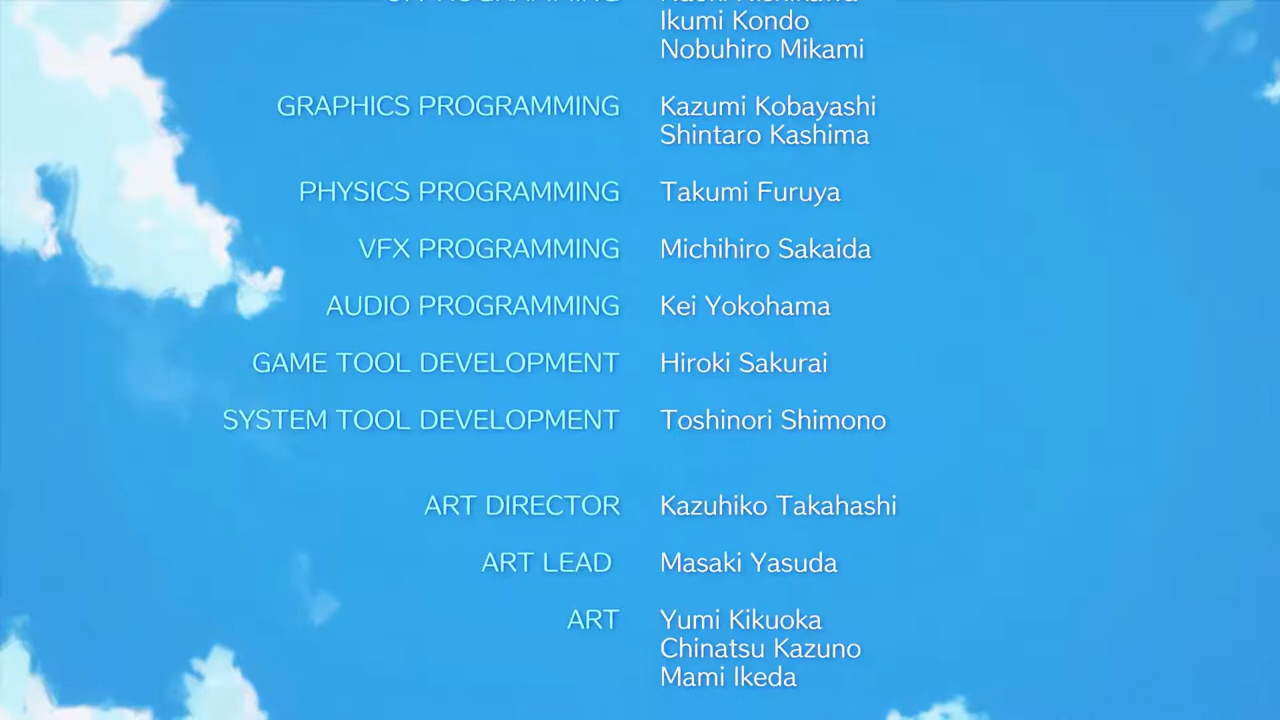 Ikumi Kondo
Nobuhiro Mikami
GRAPHICS PROGRAMMING Kazumi Kobayashi
Shintaro Kashima
PHYSICS PROGRAMMING Takumi Furuya
VFX PROGRAMMING Michihiro Sakaida
AUDIO PROGRAMMING Kei Yokohama
GAME TOOL DEVELOPMENT Hiroki Sakurai
SYSTEM TOOL DEVELOPMENT Toshinori Shimono
ART DIRECTOR Kazuhiko Takahashi
ART LEAD Masaki Yasuda
ART Yumi Kikuoka
Chinatsu Kazuno
Mami Ikeda